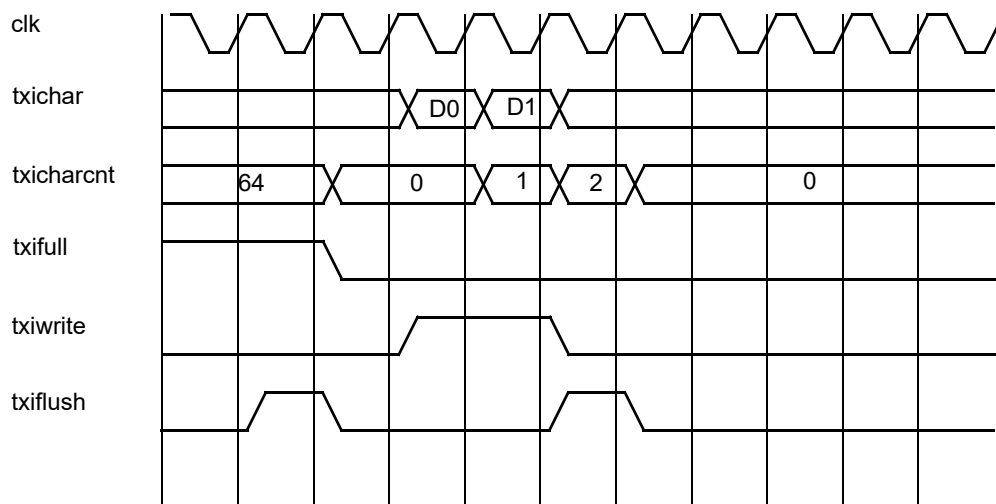 clk
txichar D0 D1
txicharcnt 64 0 1 2 0
txifull
txiwrite
txiflush